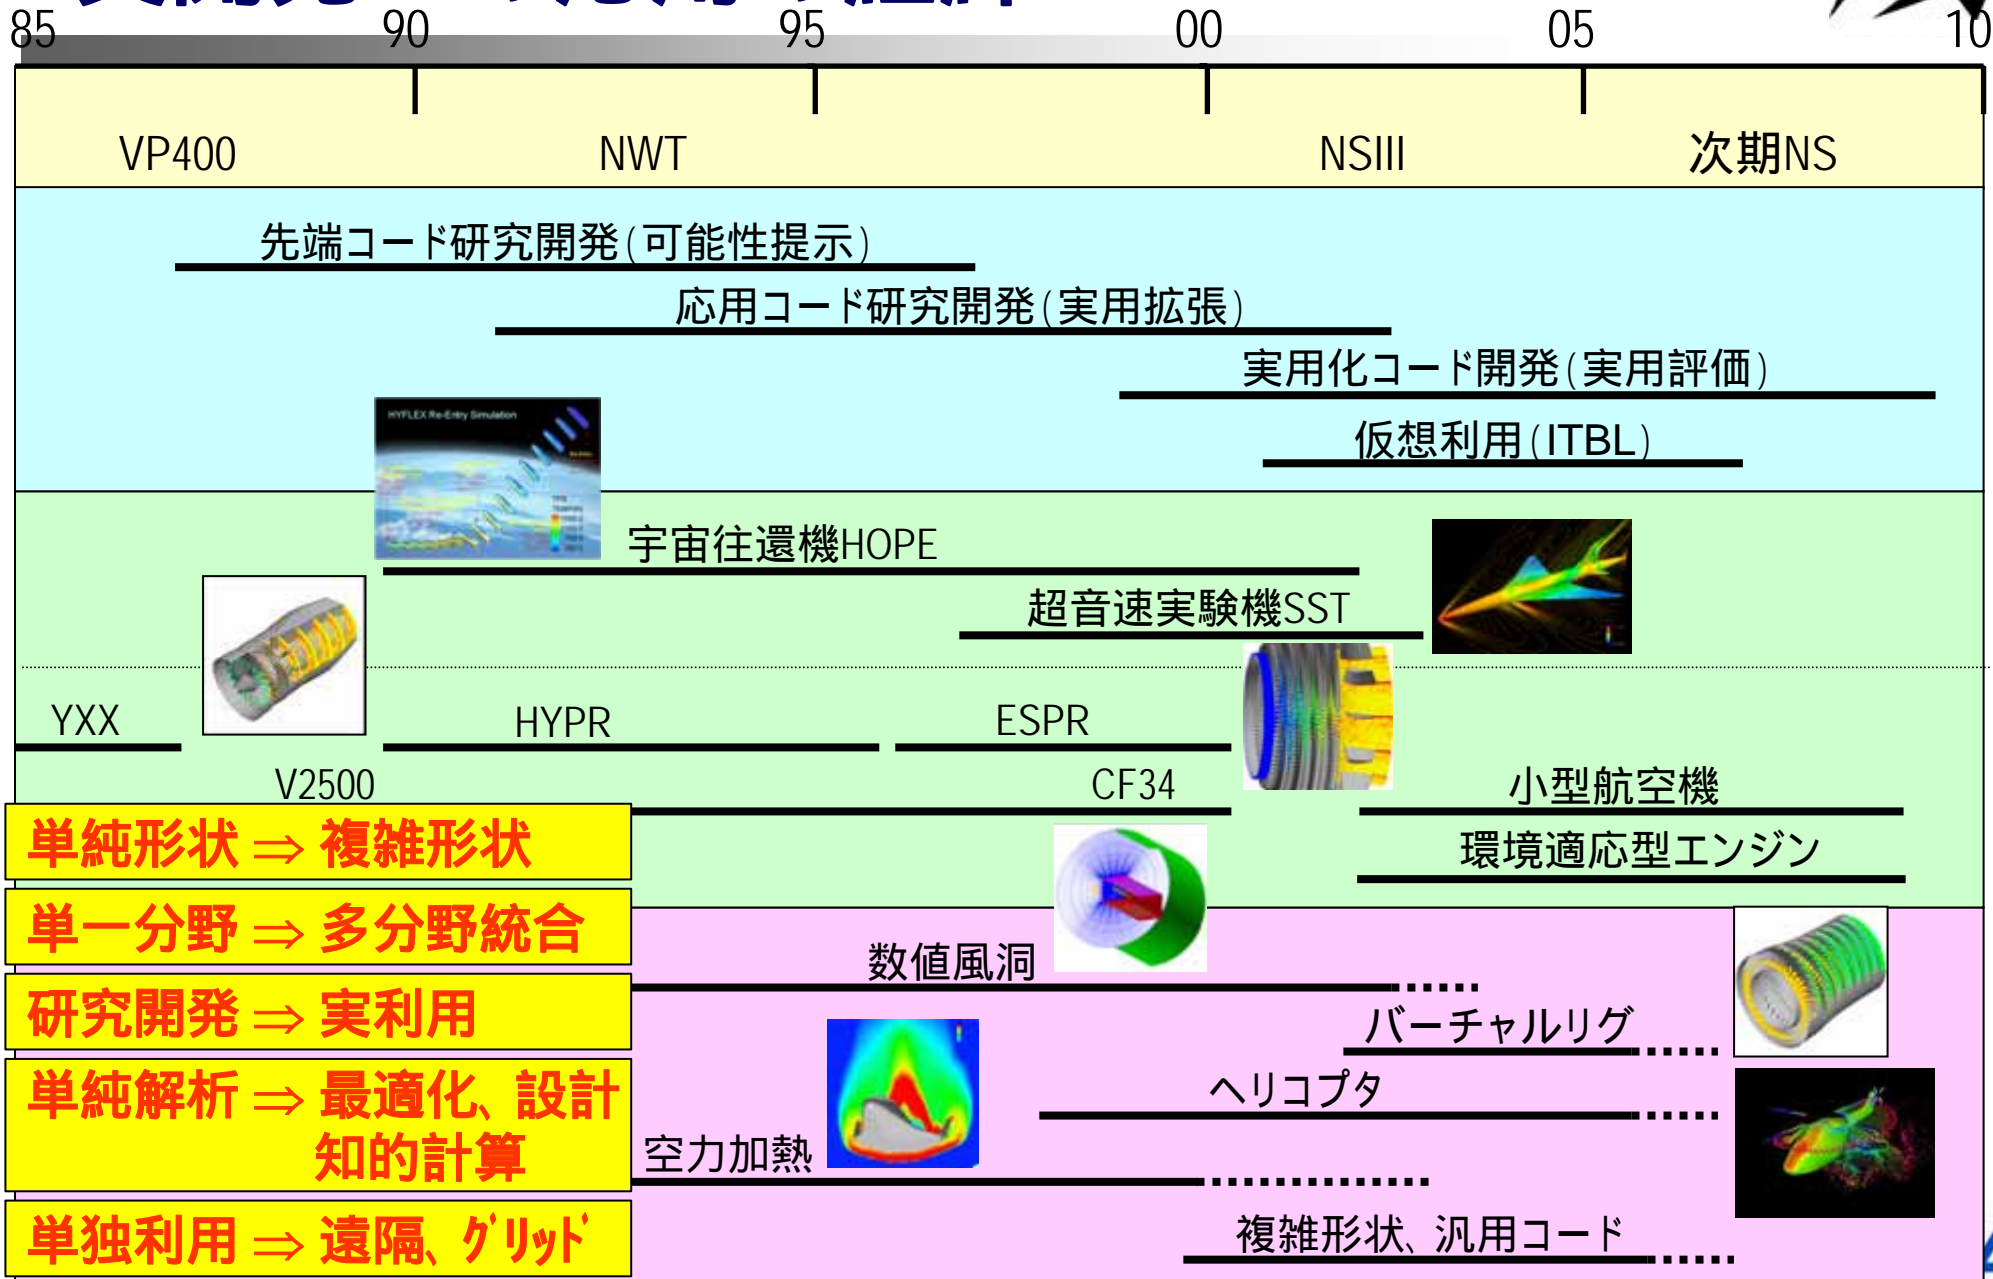 85 90 95 00 05 10
VP400 NWT NSIII 次期NS
先端コード研究開発(可能性提示)
応用コード研究開発(実用拡張)
実用化コード開発(実用評価)
仮想利用(ITBL)
HYFLEX Re-Entry Simulation
宇宙往還機HOPE
超音速実験機SST
YXX HYPR ESPR
V2500 CF34 小型航空機
単純形状 ⇒ 複雑形状
環境適応型エンジン
単一分野 ⇒ 多分野統合
数値風洞
研究開発 ⇒ 実利用
バーチャルリグ
単純解析 ⇒ 最適化、設計
知的計算
ヘリコプタ
空力加熱
単独利用 ⇒ 遠隔、グリッド
複雑形状、汎用コード